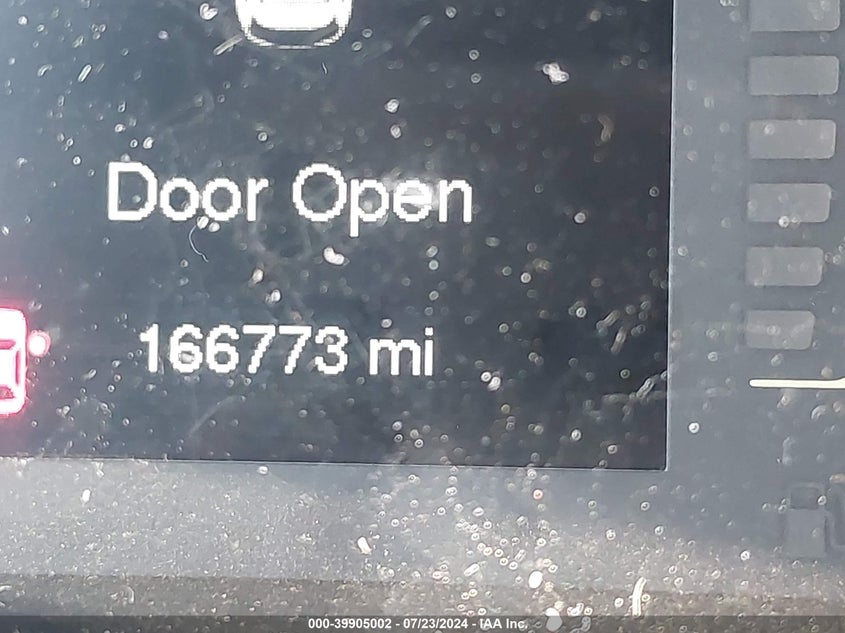 Door Open
166773 mi
000-39905002 - 07/23/2024 - IAA Inc.